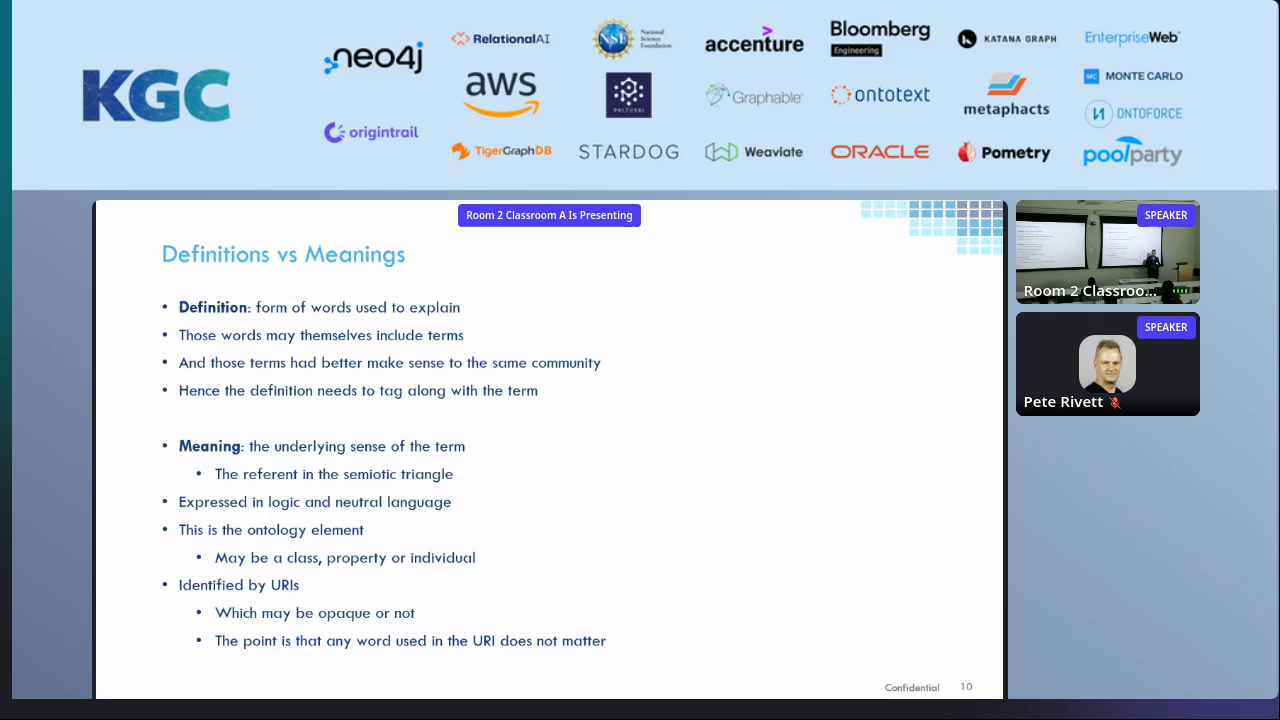 KGC
neo4j
origintrail
RelationalAI
aws
TigerGraphDB
NSF
National
Science
Foundation
STARDOG
accenture
Graphable
Weaviate
Bloomberg
Engineering
ontotext
ORACLE
KATANA GRAPH
metaphacts
Pometry
EnterpriseWeb
MC MONTE CARLO
ONTOFORCE
poolparty
Room 2 Classroom A Is Presenting
Definitions vs Meanings
• Definition: form of words used to explain
• Those words may themselves include terms
• And those terms had better make sense to the same community
• Hence the definition needs to tag along with the term
• Meaning: the underlying sense of the term
• The referent in the semiotic triangle
• Expressed in logic and neutral language
• This is the ontology element
• May be a class, property or individual
• Identified by URIs
• Which may be opaque or not
• The point is that any word used in the URI does not matter
Confidential 10
SPEAKER
Room 2 Classroo...
SPEAKER
Pete Rivett